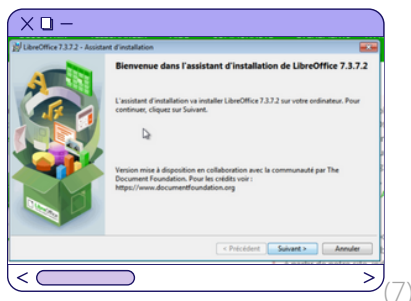 LibreOffice 7.3.7.2 - Assistant d'installation
Bienvenue dans l'assistant d'installation de LibreOffice 7.3.7.2
L'assistant d'installation va installer LibreOffice 7.3.7.2 sur votre ordinateur. Pour
continuer, cliquez sur Suivant.
Version mise à disposition en collaboration avec la communauté par The
Document Foundation. Pour les crédits voir :
https://www.documentfoundation.org
LibreOffice
< Précédent Suivant > Annuler
(7)